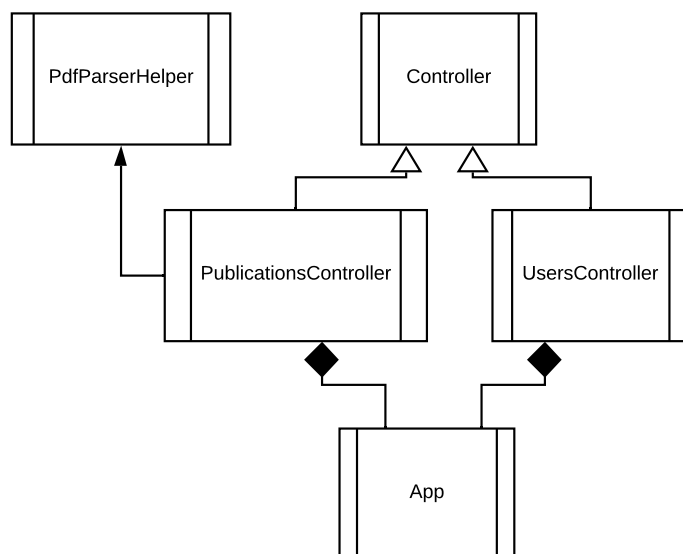 PdfParserHelper
Controller
PublicationsController
UsersController
App